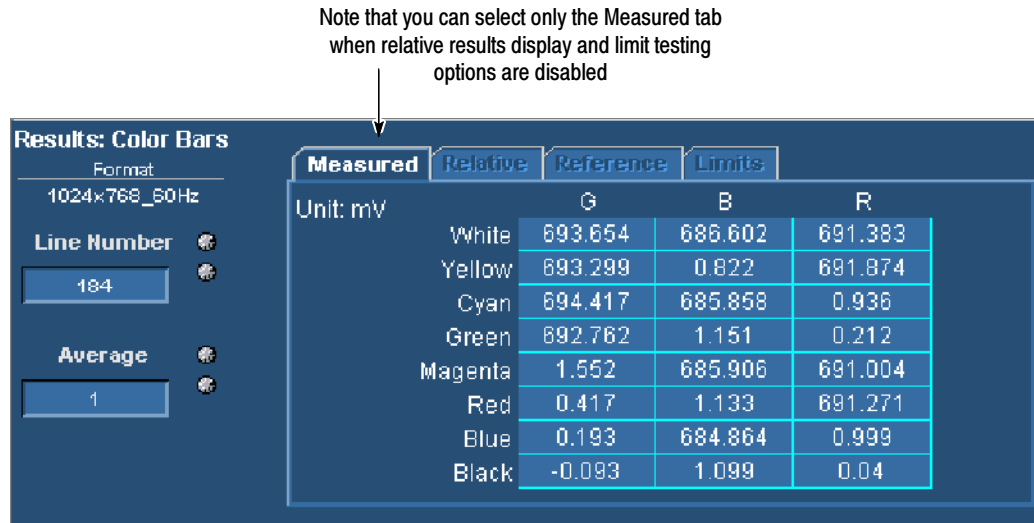 Note that you can select only the Measured tab
when relative results display and limit testing
options are disabled
Results: Color Bars
Format
1024x768_60Hz
Line Number
184
Average
1
Measured Relative Reference Limits
Unit: mV G B R
White 693.654 686.602 691.383
Yellow 693.299 0.822 691.874
Cyan 694.417 685.858 0.936
Green 692.762 1.151 0.212
Magenta 1.552 685.906 691.004
Red 0.417 1.133 691.271
Blue 0.193 684.864 0.999
Black -0.093 1.099 0.04